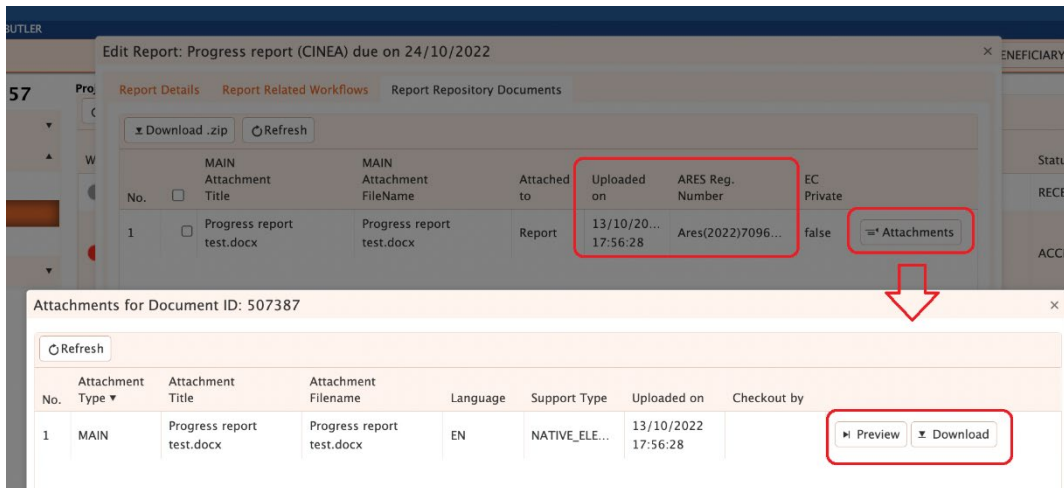 BUTLER
Edit Report: Progress report (CINEA) due on 24/10/2022 ×
ENEFICIARY
57
Proj
Report Details Report Related Workflows Report Repository Documents
Download .zip Refresh
No.
MAIN Attachment Title
MAIN Attachment FileName
Attached to
Uploaded on
ARES Reg. Number
EC Private
Statu
RECE
1
Progress report test.docx
Progress report test.docx
Report
13/10/20... 17:56:28
Ares(2022)7096...
false
Attachments
ACC
Attachments for Document ID: 507387 ×
Refresh
No.
Attachment Type ▼
Attachment Title
Attachment Filename
Language
Support Type
Uploaded on
Checkout by
1
MAIN
Progress report test.docx
Progress report test.docx
EN
NATIVE_ELE...
13/10/2022 17:56:28
Preview
Download